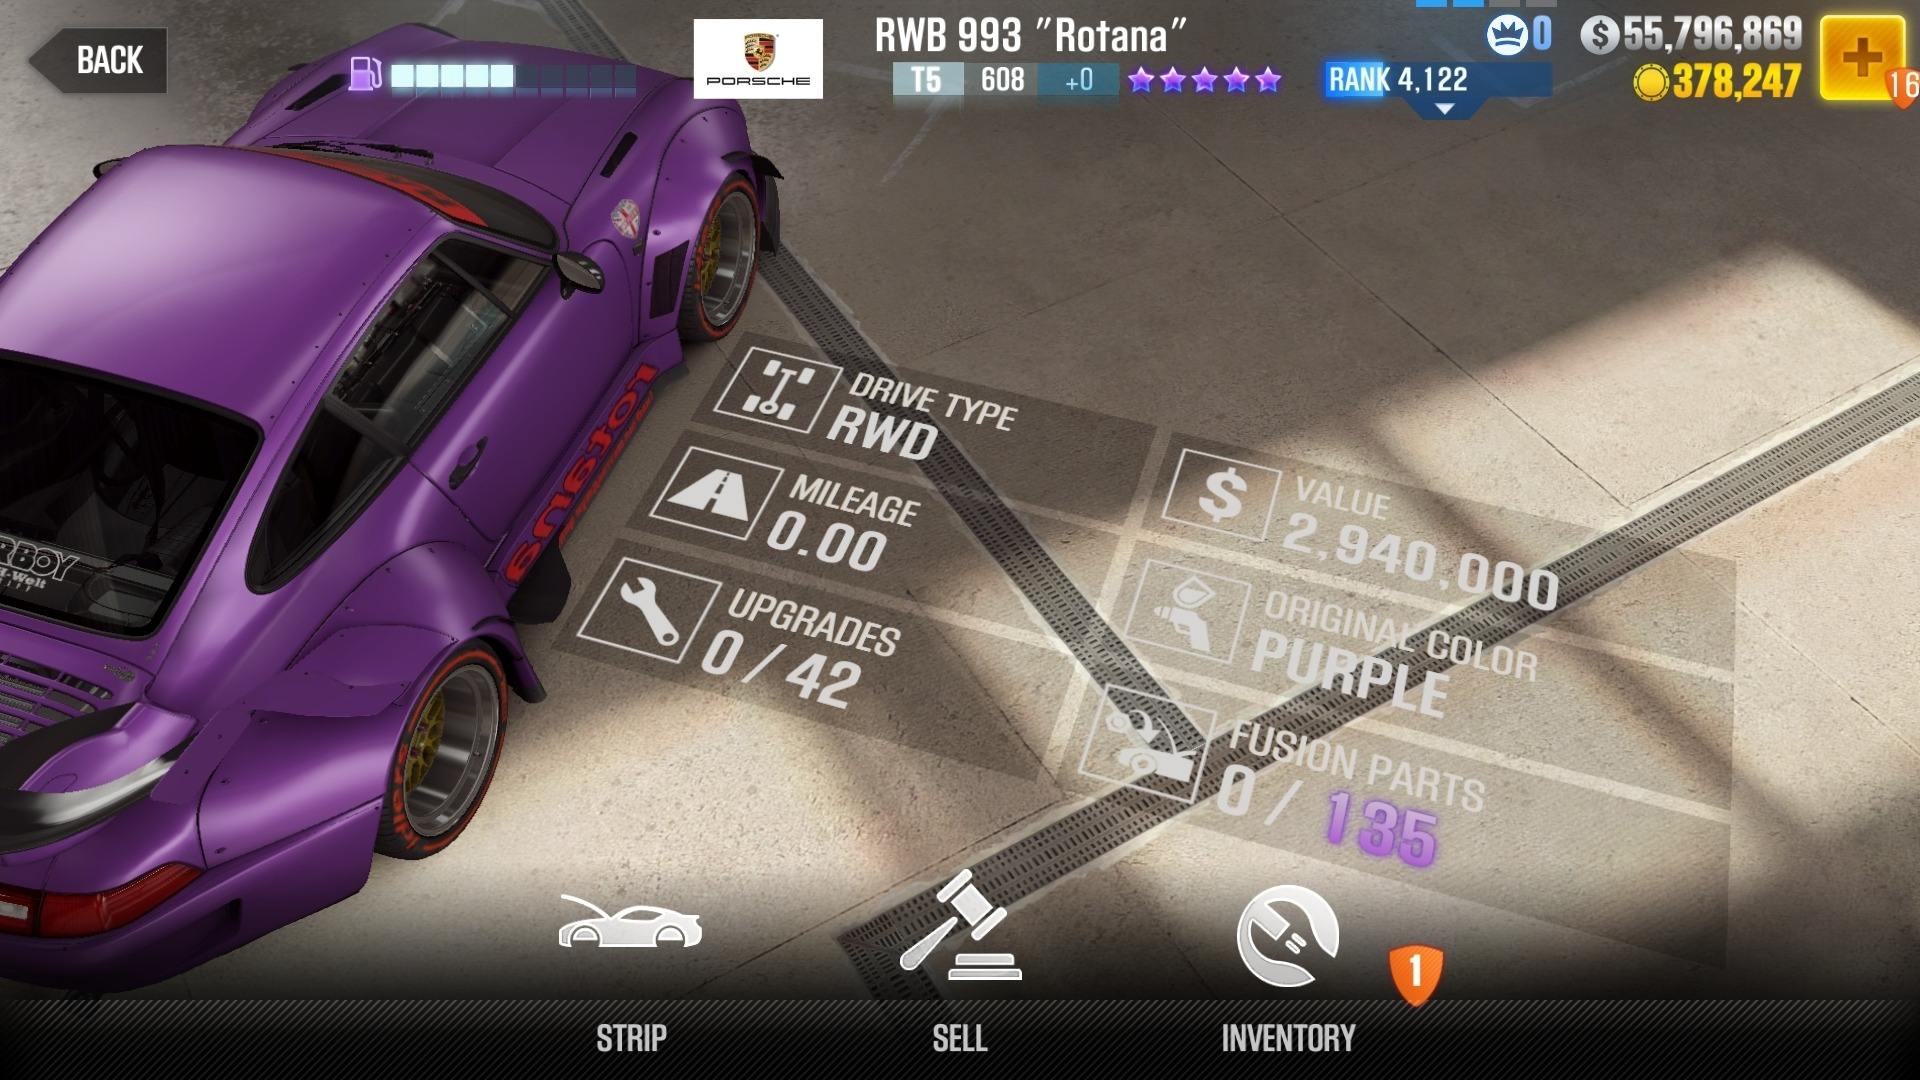 BACK
PORSCHE
RWB 993 "Rotana"
T5 608 +0
RANK 4,122
0
55,796,869
378,247
16
DRIVE TYPE
RWD
MILEAGE
0.00
UPGRADES
0/42
VALUE
2,940,000
ORIGINAL COLOR
PURPLE
FUSION PARTS
0/ 135
STRIP
SELL
INVENTORY
1